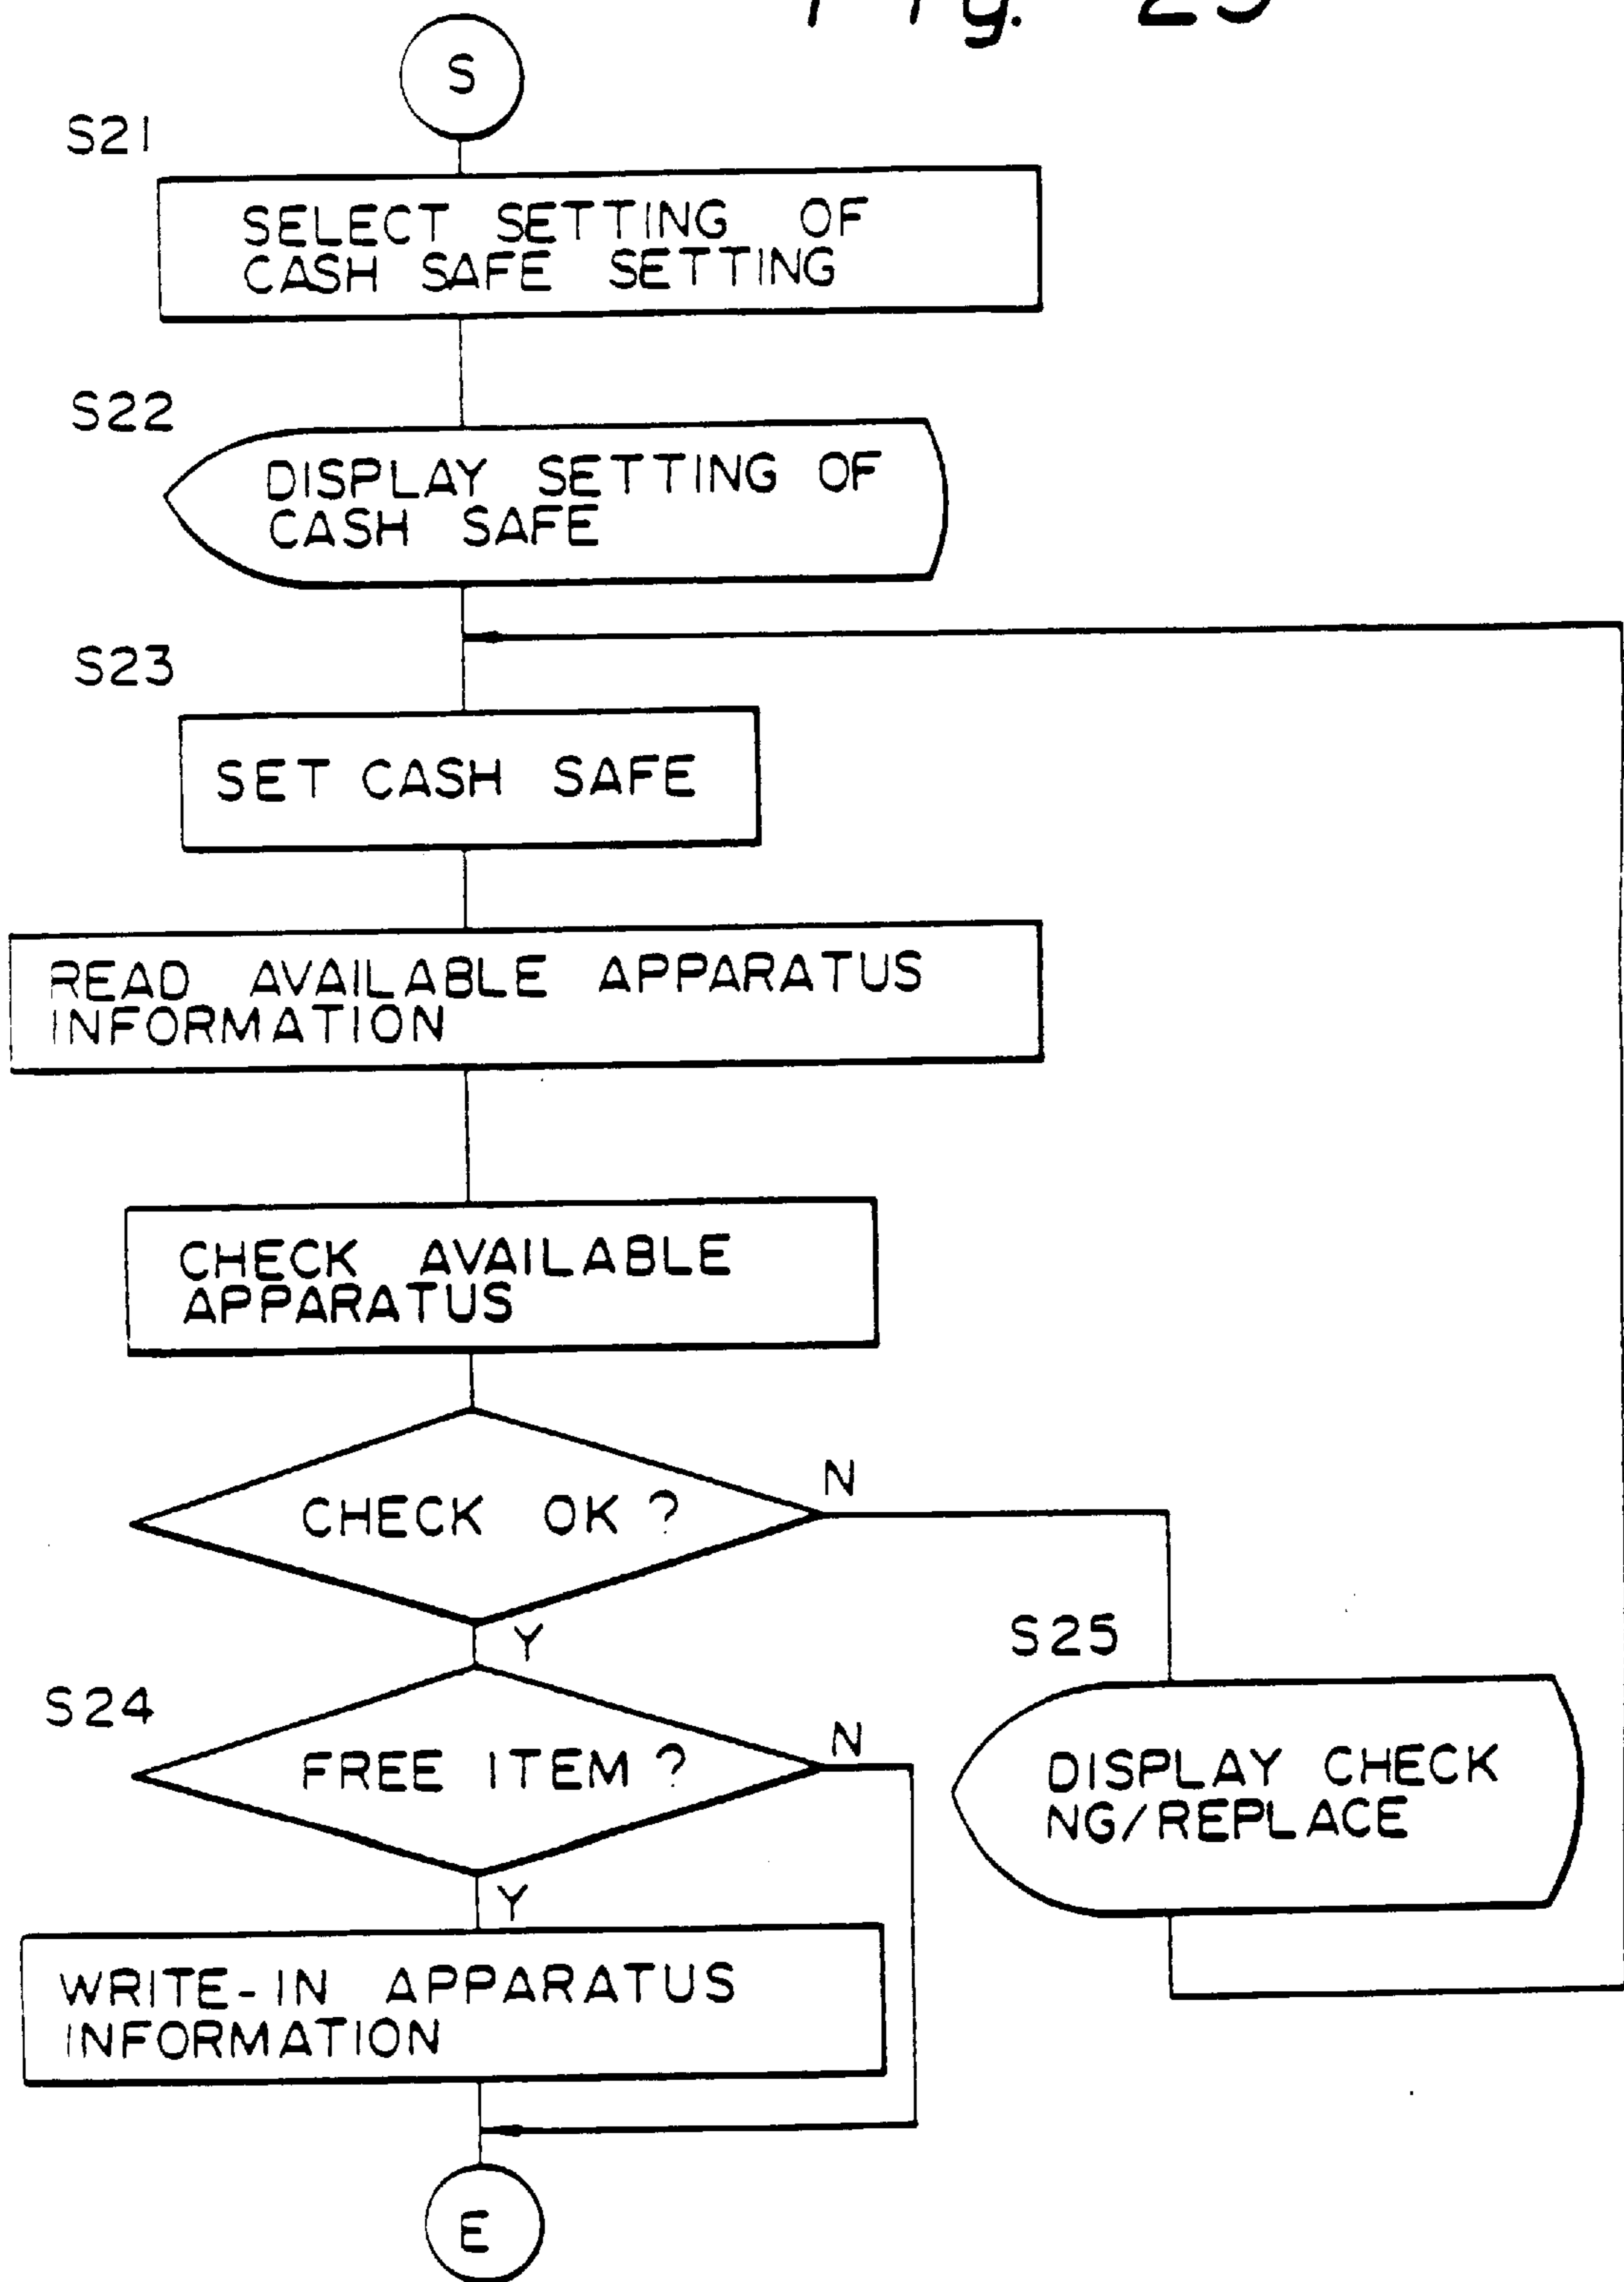 Fig. 25
S
S21
SELECT SETTING OF
CASH SAFE SETTING
S22
DISPLAY SETTING OF
CASH SAFE
S23
SET CASH SAFE
READ AVAILABLE APPARATUS
INFORMATION
CHECK AVAILABLE
APPARATUS
CHECK OK ?
N
Y
S25
S24
FREE ITEM ?
N
DISPLAY CHECK
NG/REPLACE
Y
WRITE-IN APPARATUS
INFORMATION
E